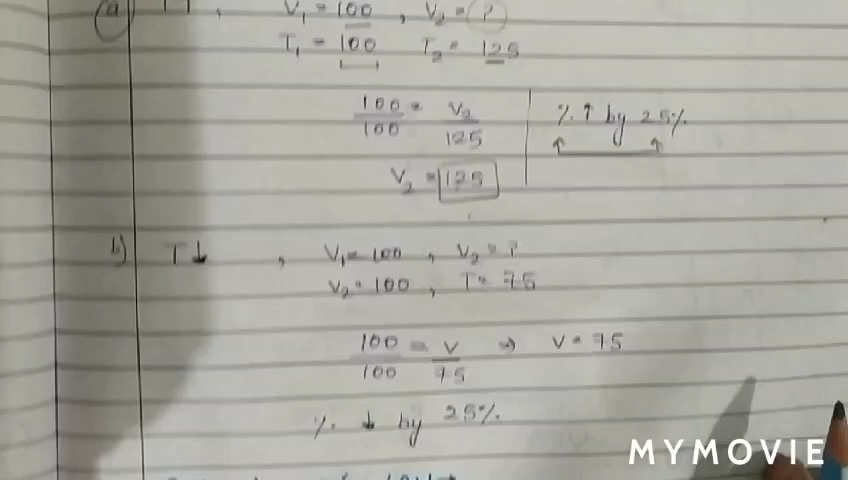 a) T↑ , V₁ = 100 , V₂ = ?
T₁ = 100 T₂ = 125
100/100 = V₂/125
%↑ by 25%
V₂ = 125
b) T↓ , V₁ = 100 , V₂ = ?
V₂ = 100 , T = 75
100/100 = V/75 ⇒ V = 75
% ↓ by 25%.
MYMOVIE